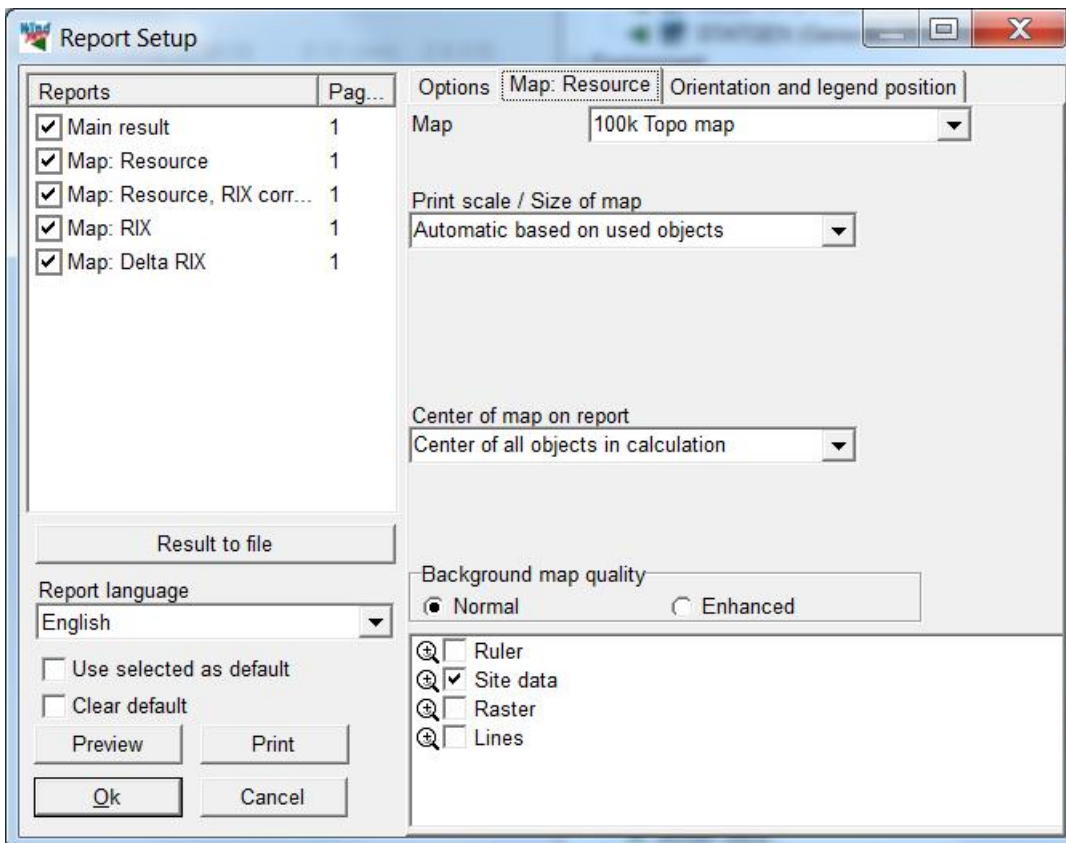 Wind
Report Setup
Reports Pag...
Main result 1
Map: Resource 1
Map: Resource, RIX corr... 1
Map: RIX 1
Map: Delta RIX 1
Result to file
Report language
English
Use selected as default
Clear default
Preview Print
Ok Cancel
Options Map: Resource Orientation and legend position
Map 100k Topo map
Print scale / Size of map
Automatic based on used objects
Center of map on report
Center of all objects in calculation
Background map quality
Normal Enhanced
Ruler
Site data
Raster
Lines